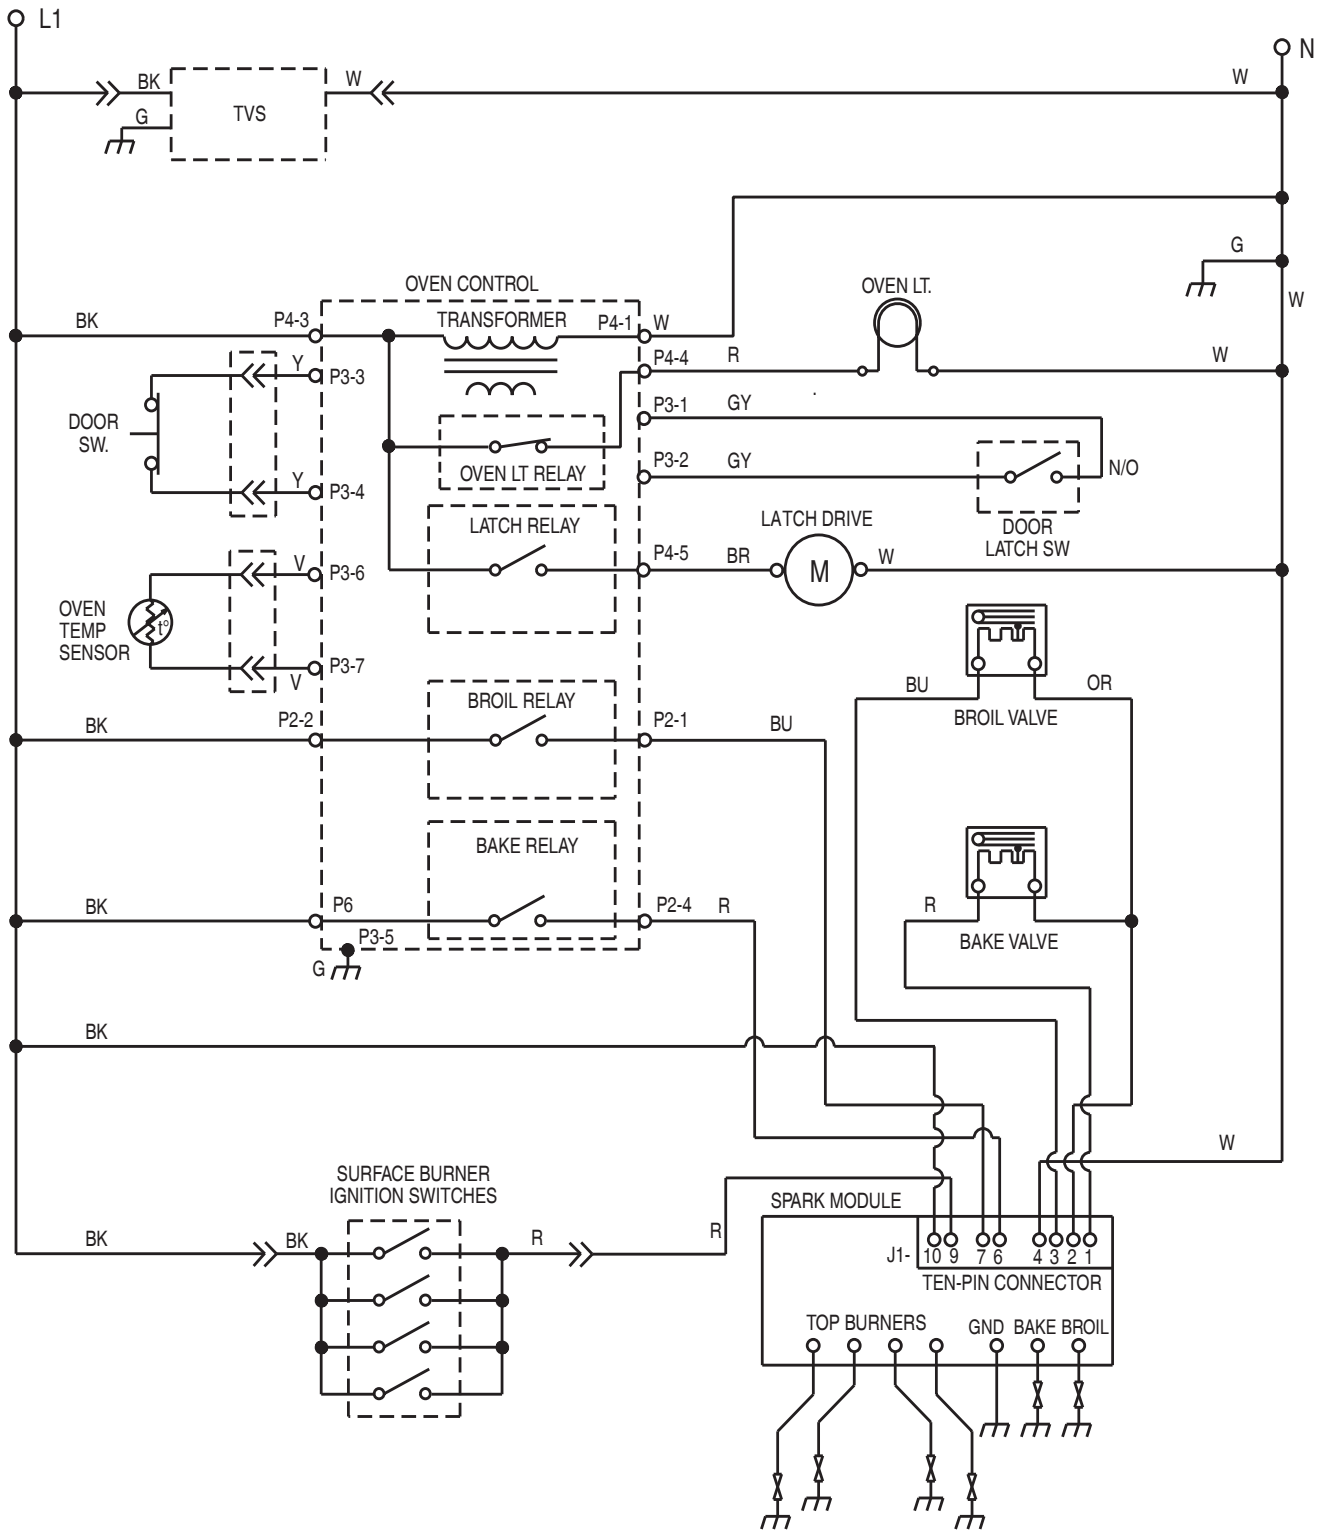 L1
N
BK
W
W
G
TVS
G
W
OVEN CONTROL
OVEN LT.
BK
P4-3
TRANSFORMER
P4-1
W
P4-4
R
W
Y
P3-3
P3-1
GY
DOOR
SW.
P3-2
GY
N/O
OVEN LT RELAY
Y
P3-4
DOOR
LATCH SW
LATCH RELAY
LATCH DRIVE
P4-5
BR
M
W
V
P3-6
OVEN
TEMP
SENSOR
t°
P3-7
V
BROIL RELAY
BU
OR
BROIL VALVE
BK
P2-2
P2-1
BU
BAKE RELAY
BK
P6
P2-4
R
R
BAKE VALVE
P3-5
G
BK
W
SURFACE BURNER
IGNITION SWITCHES
SPARK MODULE
BK
BK
R
R
J1-
10 9 7 6 4 3 2 1
TEN-PIN CONNECTOR
TOP BURNERS
GND BAKE BROIL